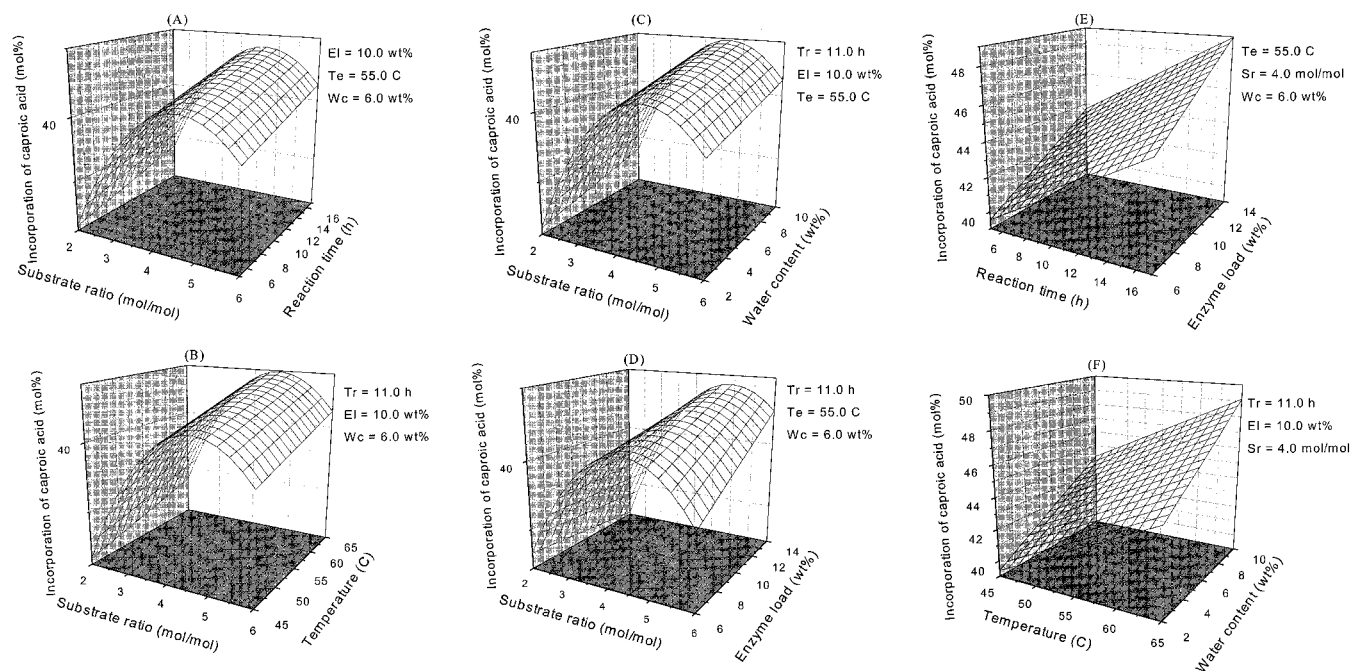 (A)
Incorporation of caproic acid (mol%)
40
2
3
4
5
6
Substrate ratio (mol/mol)
6
8
10
12
14
16
Reaction time (h)
El = 10.0 wt%
Te = 55.0 C
Wc = 6.0 wt%
(C)
Incorporation of caproic acid (mol%)
40
2
3
4
5
6
Substrate ratio (mol/mol)
2
4
6
8
10
Water content (wt%)
Tr = 11.0 h
El = 10.0 wt%
Te = 55.0 C
(E)
Incorporation of caproic acid (mol%)
48
46
44
42
40
6
8
10
12
14
16
Reaction time (h)
6
8
10
12
14
Enzyme load (wt%)
Te = 55.0 C
Sr = 4.0 mol/mol
Wc = 6.0 wt%
(B)
Incorporation of caproic acid (mol%)
40
2
3
4
5
6
Substrate ratio (mol/mol)
45
50
55
60
65
Temperature (C)
Tr = 11.0 h
El = 10.0 wt%
Wc = 6.0 wt%
(D)
Incorporation of caproic acid (mol%)
40
2
3
4
5
6
Substrate ratio (mol/mol)
6
8
10
12
14
Enzyme load (wt%)
Tr = 11.0 h
Te = 55.0 C
Wc = 6.0 wt%
(F)
Incorporation of caproic acid (mol%)
50
48
46
44
42
40
45
50
55
60
65
Temperature (C)
2
4
6
8
10
Water content (wt%)
Tr = 11.0 h
El = 10.0 wt%
Sr = 4.0 mol/mol